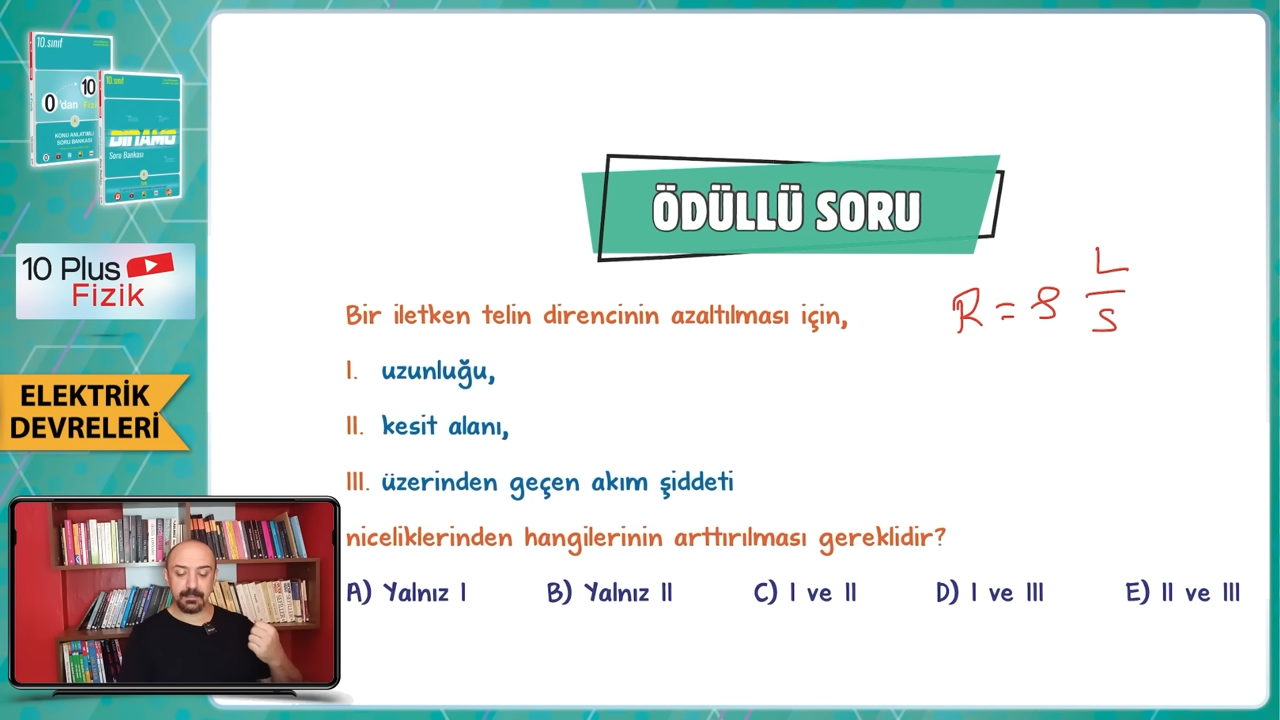 10.sınıf
0'dan 10
Fizik
KONU ANLATIMLI
SORU BANKASI
10.sınıf
DİNAMO
Soru Bankası
10 Plus
Fizik
ELEKTRİK
DEVRELERİ
ÖDÜLLÜ SORU
R = ρ L/S
Bir iletken telin direncinin azaltılması için,
I. uzunluğu,
II. kesit alanı,
III. üzerinden geçen akım şiddeti
niceliklerinden hangilerinin arttırılması gereklidir?
A) Yalnız I B) Yalnız II C) I ve II D) I ve III E) II ve III